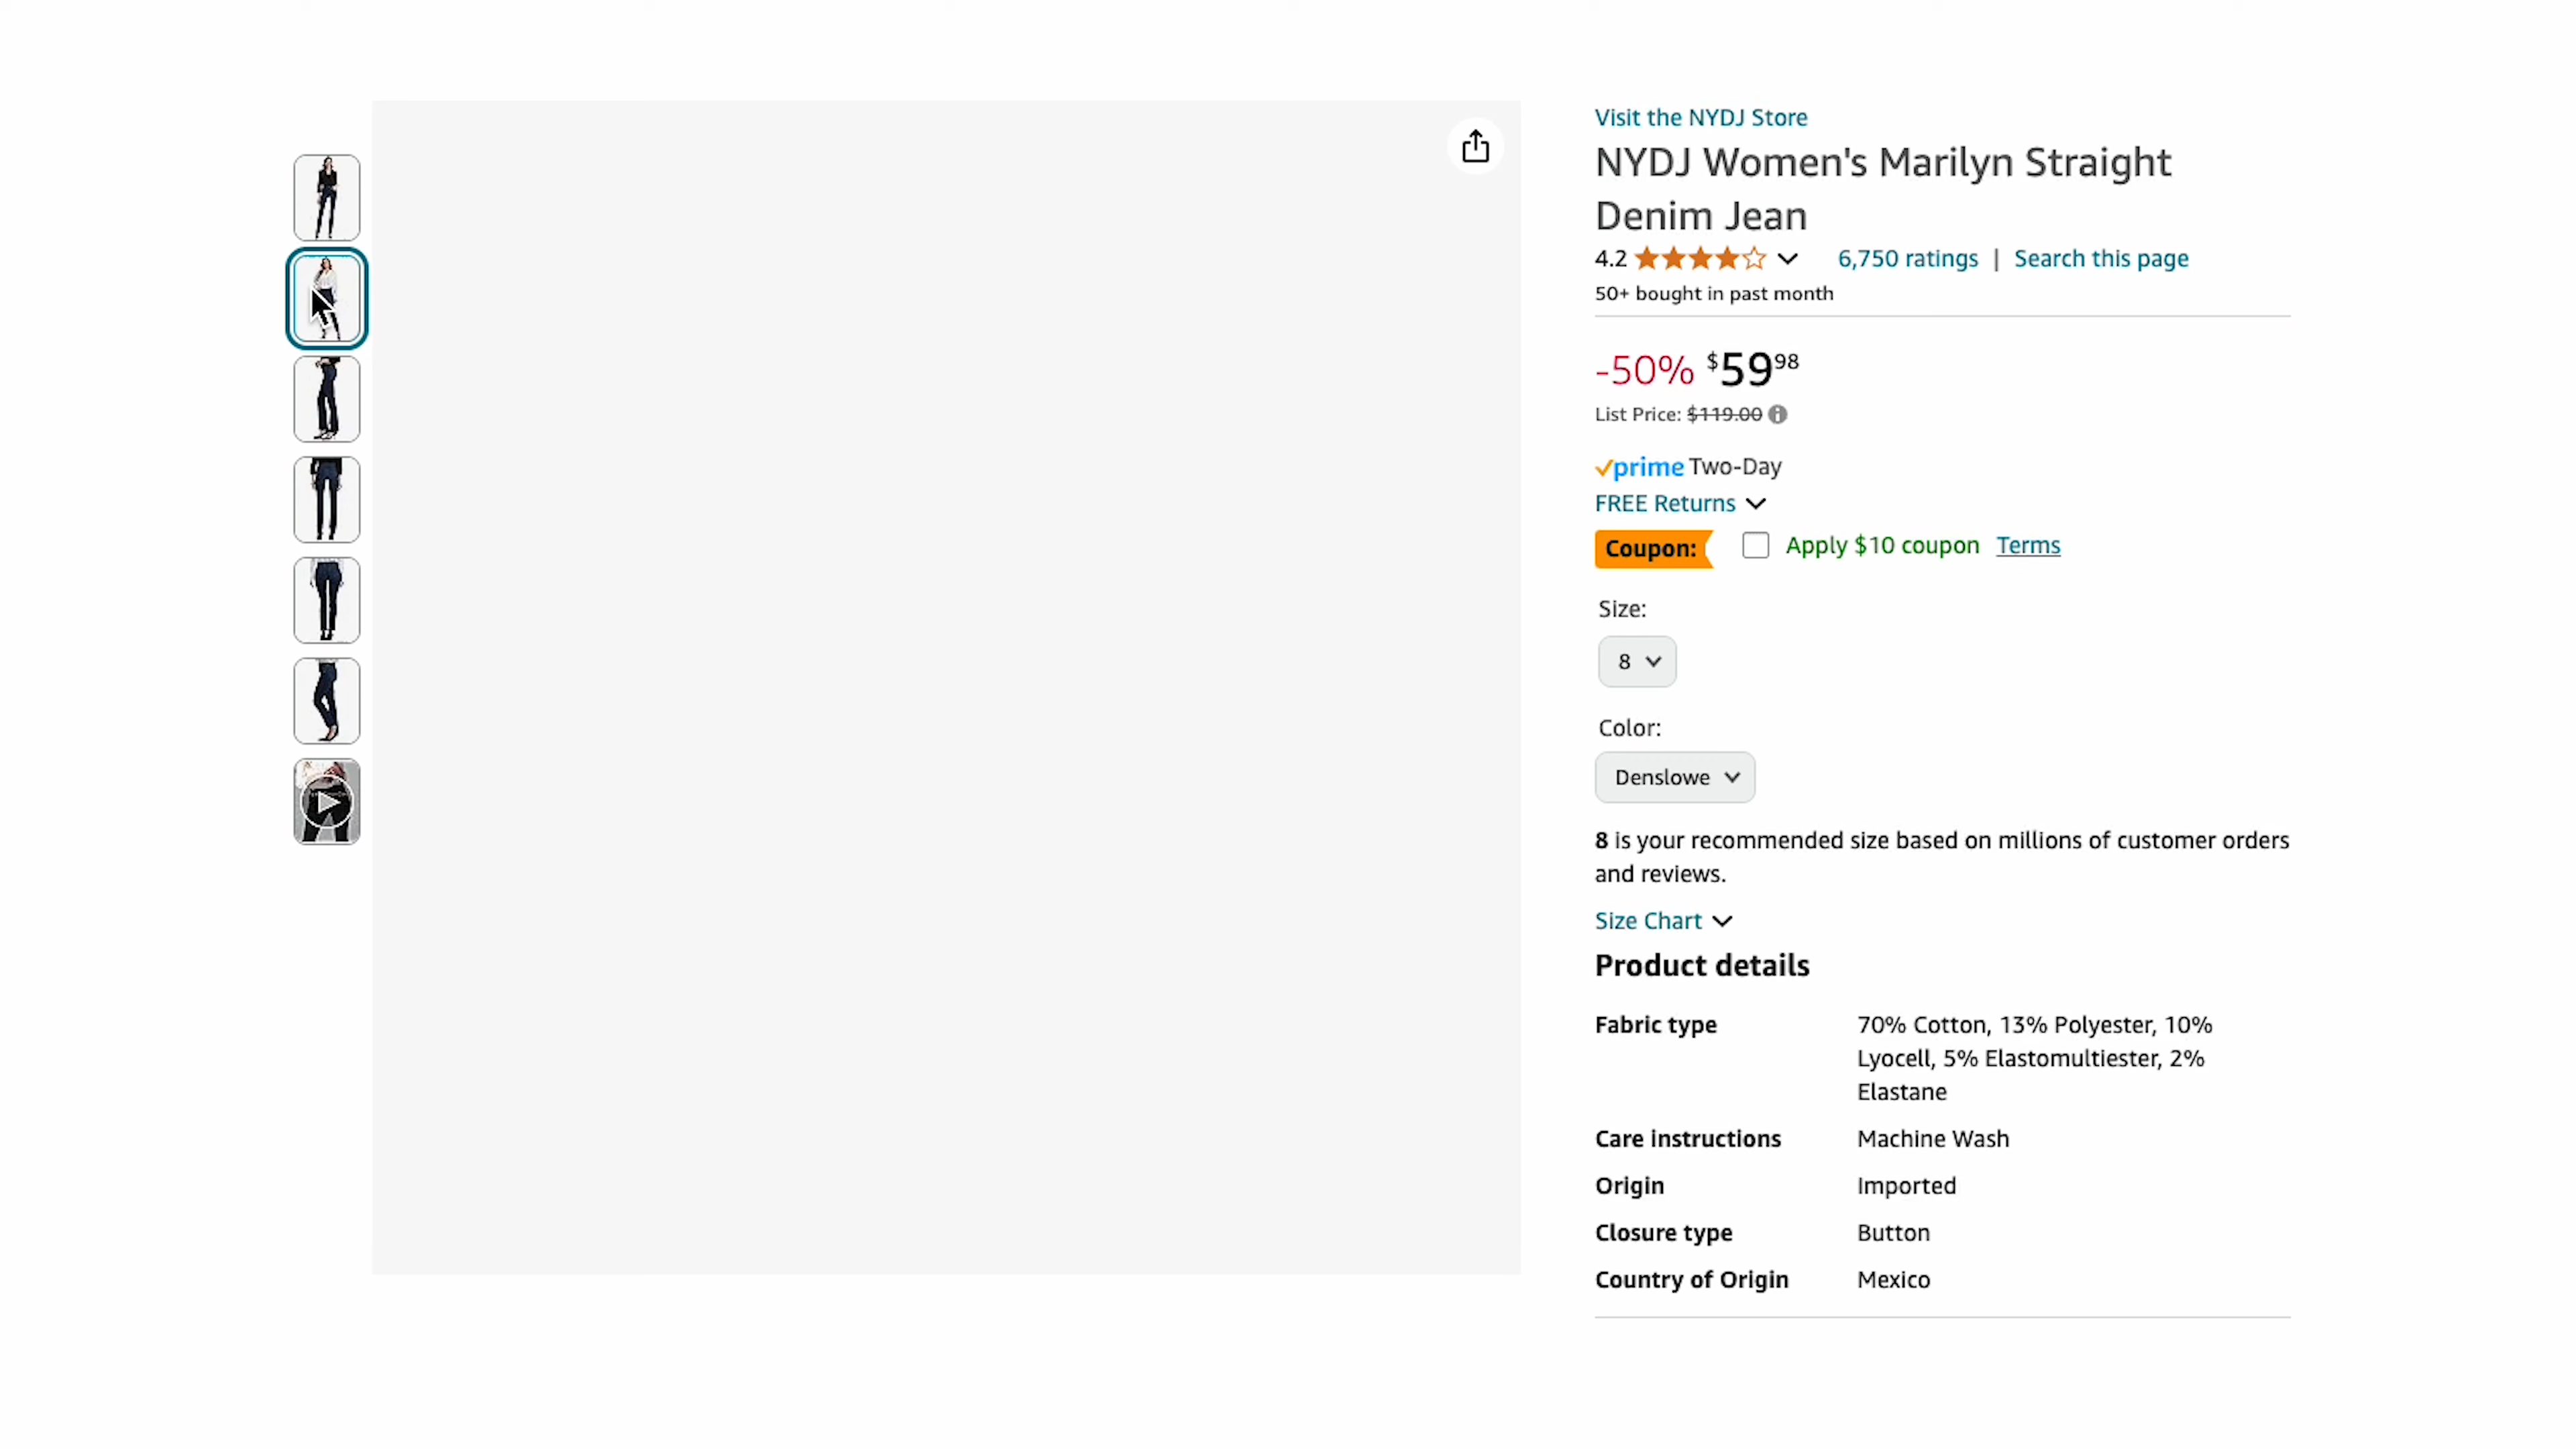 Visit the NYDJ Store
NYDJ Women's Marilyn Straight
Denim Jean
4.2 6,750 ratings | Search this page
50+ bought in past month
-50% $59 98
List Price: $119.00
prime Two-Day
FREE Returns
Coupon: Apply $10 coupon Terms
Size:
8
Color:
Denslowe
8 is your recommended size based on millions of customer orders
and reviews.
Size Chart
Product details
Fabric type 70% Cotton, 13% Polyester, 10%
Lyocell, 5% Elastomultiester, 2%
Elastane
Care instructions Machine Wash
Origin Imported
Closure type Button
Country of Origin Mexico